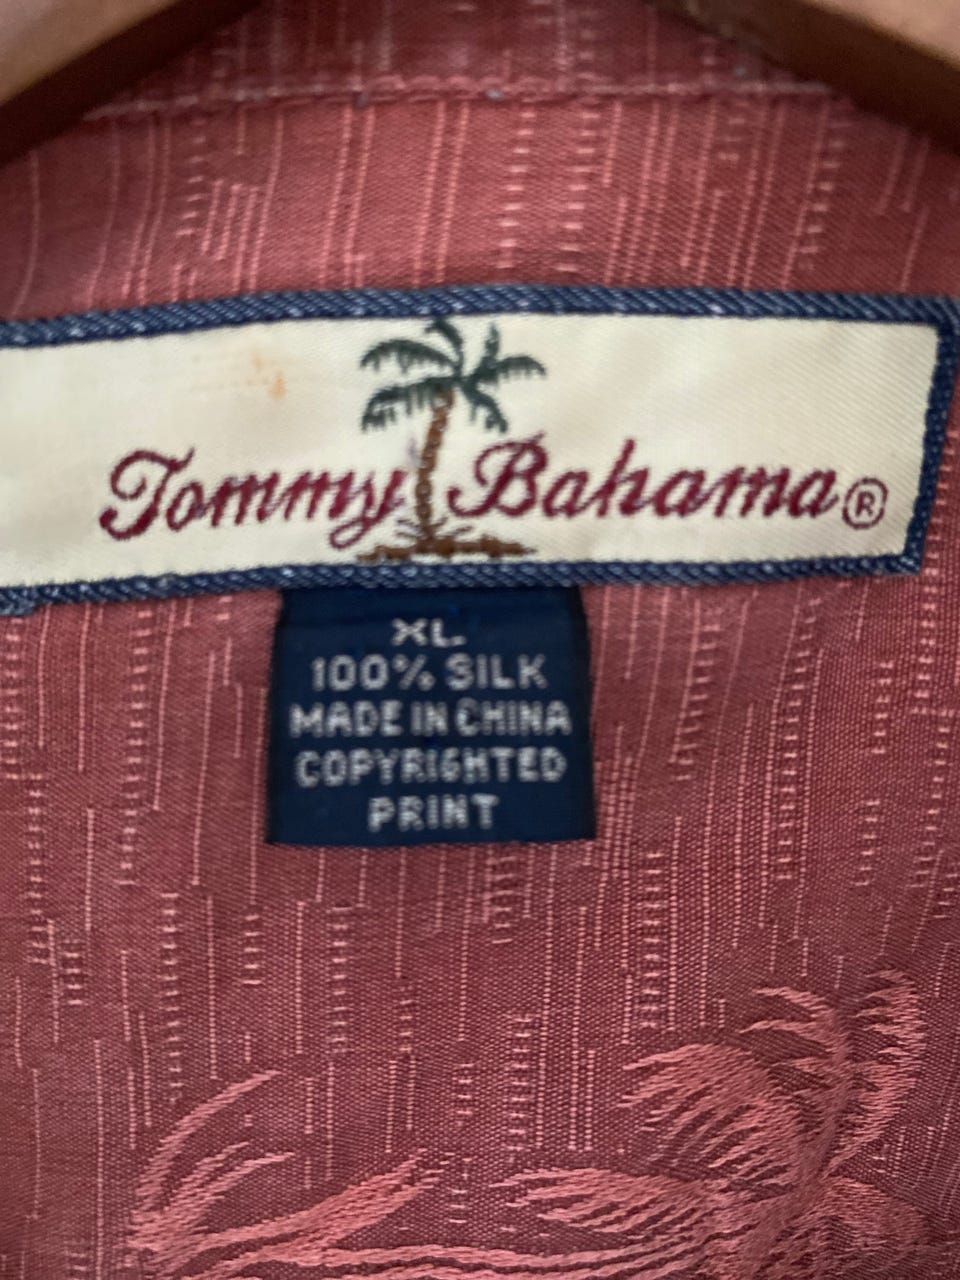 Tommy Bahama®
XL
100% SILK
MADE IN CHINA
COPYRIGHTED
PRINT